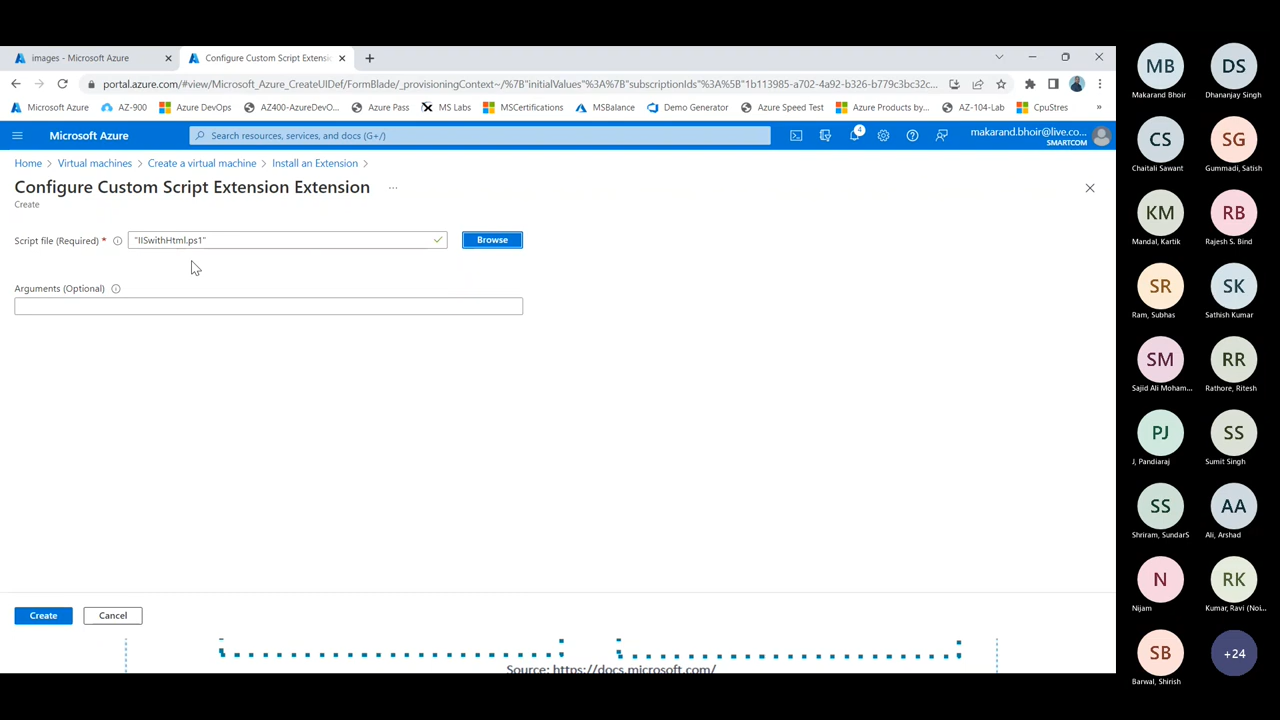 images - Microsoft Azure
Configure Custom Script Extensi
portal.azure.com/#view/Microsoft_Azure_CreateUIDef/FormBlade/_provisioningContext~/%7B"initialValues"%3A%7B"subscriptionIds"%3A%5B"1b113985-a702-4a92-b326-b779c3bc32c...
Microsoft Azure AZ-900 Azure DevOps AZ400-AzureDevO... Azure Pass MS Labs MSCertifications MSBalance Demo Generator Azure Speed Test Azure Products by... AZ-104-Lab CpuStres »
Microsoft Azure
Search resources, services, and docs (G+/)
4
makarand.bhoir@live.co...
SMARTCOM
Home > Virtual machines > Create a virtual machine > Install an Extension >
Configure Custom Script Extension Extension ...
Create
Script file (Required) * "IISwithHtml.ps1" Browse
Arguments (Optional)
Create Cancel
Source: https://docs.microsoft.com/
MB DS
Makarand Bhoir Dhananjay Singh
CS SG
Chaitali Sawant Gummadi, Satish
KM RB
Mandal, Kartik Rajesh S. Bind
SR SK
Ram, Subhas Sathish Kumar
SM RR
Sajid Ali Moham... Rathore, Ritesh
PJ SS
J, Pandiaraj Sumit Singh
SS AA
Shriram, SundarS Ali, Arshad
N RK
Nijam Kumar, Ravi (Noi...
SB +24
Barwal, Shirish